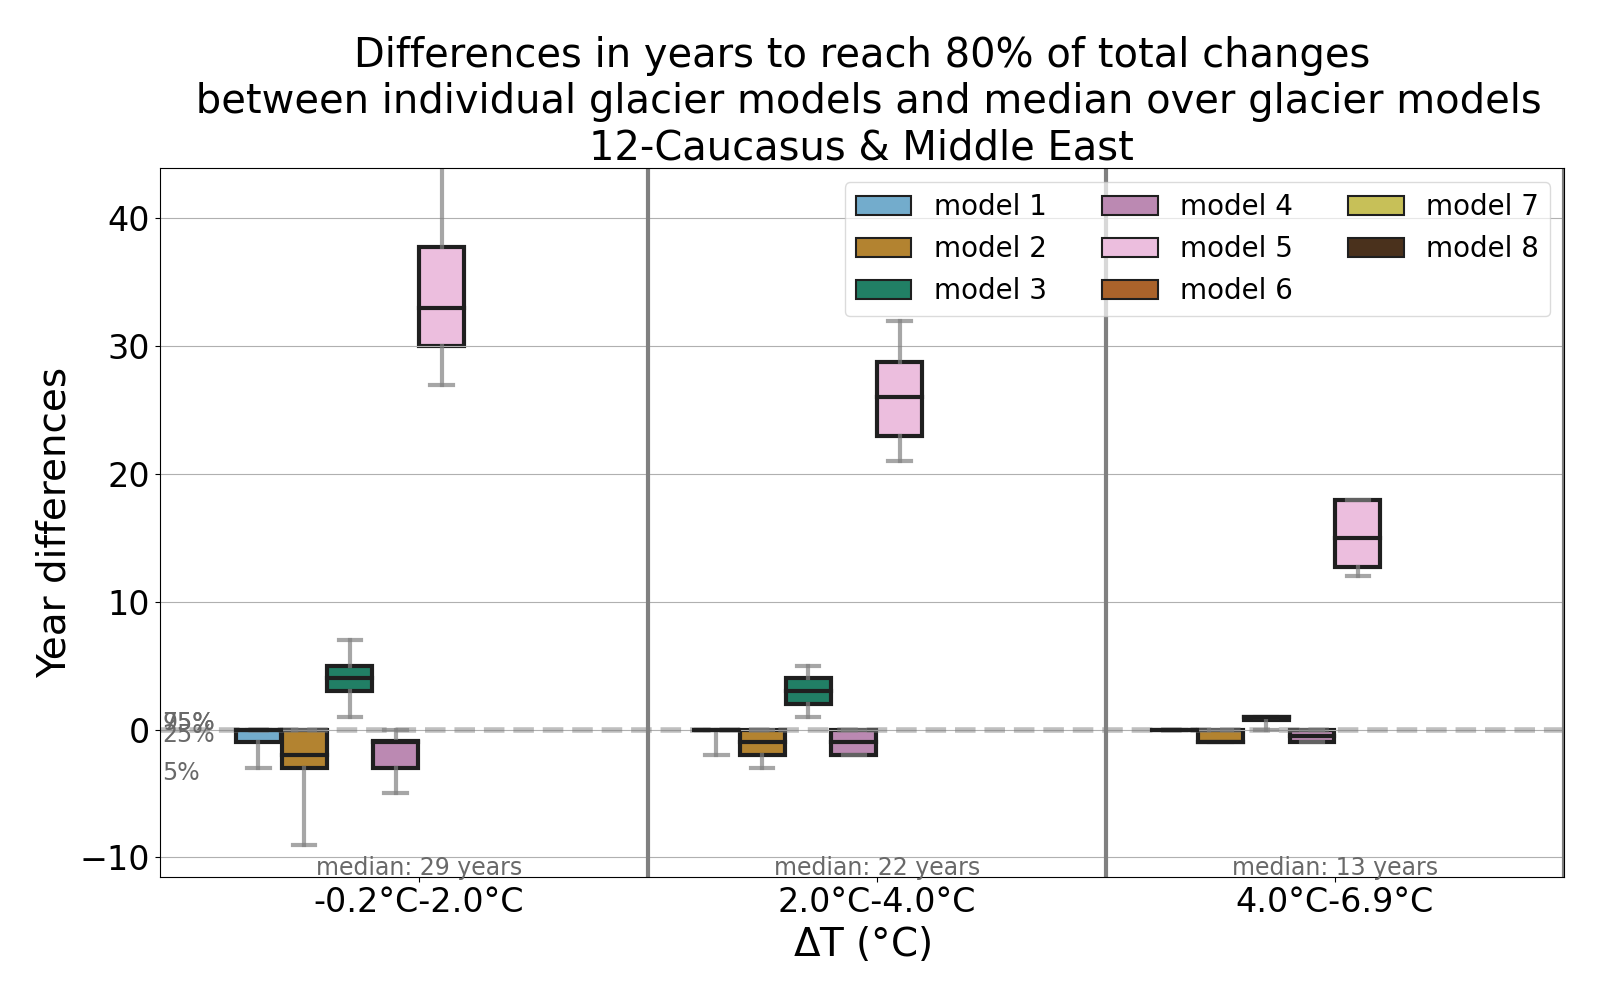 Differences in years to reach 80% of total changes
between individual glacier models and median over glacier models
12-Caucasus & Middle East
model 1
model 2
model 3
model 4
model 5
model 6
model 7
model 8
Year differences
40
30
20
10
0
−10
95%
75%
25%
5%
median: 29 years
median: 22 years
median: 13 years
-0.2°C-2.0°C
2.0°C-4.0°C
4.0°C-6.9°C
ΔT (°C)